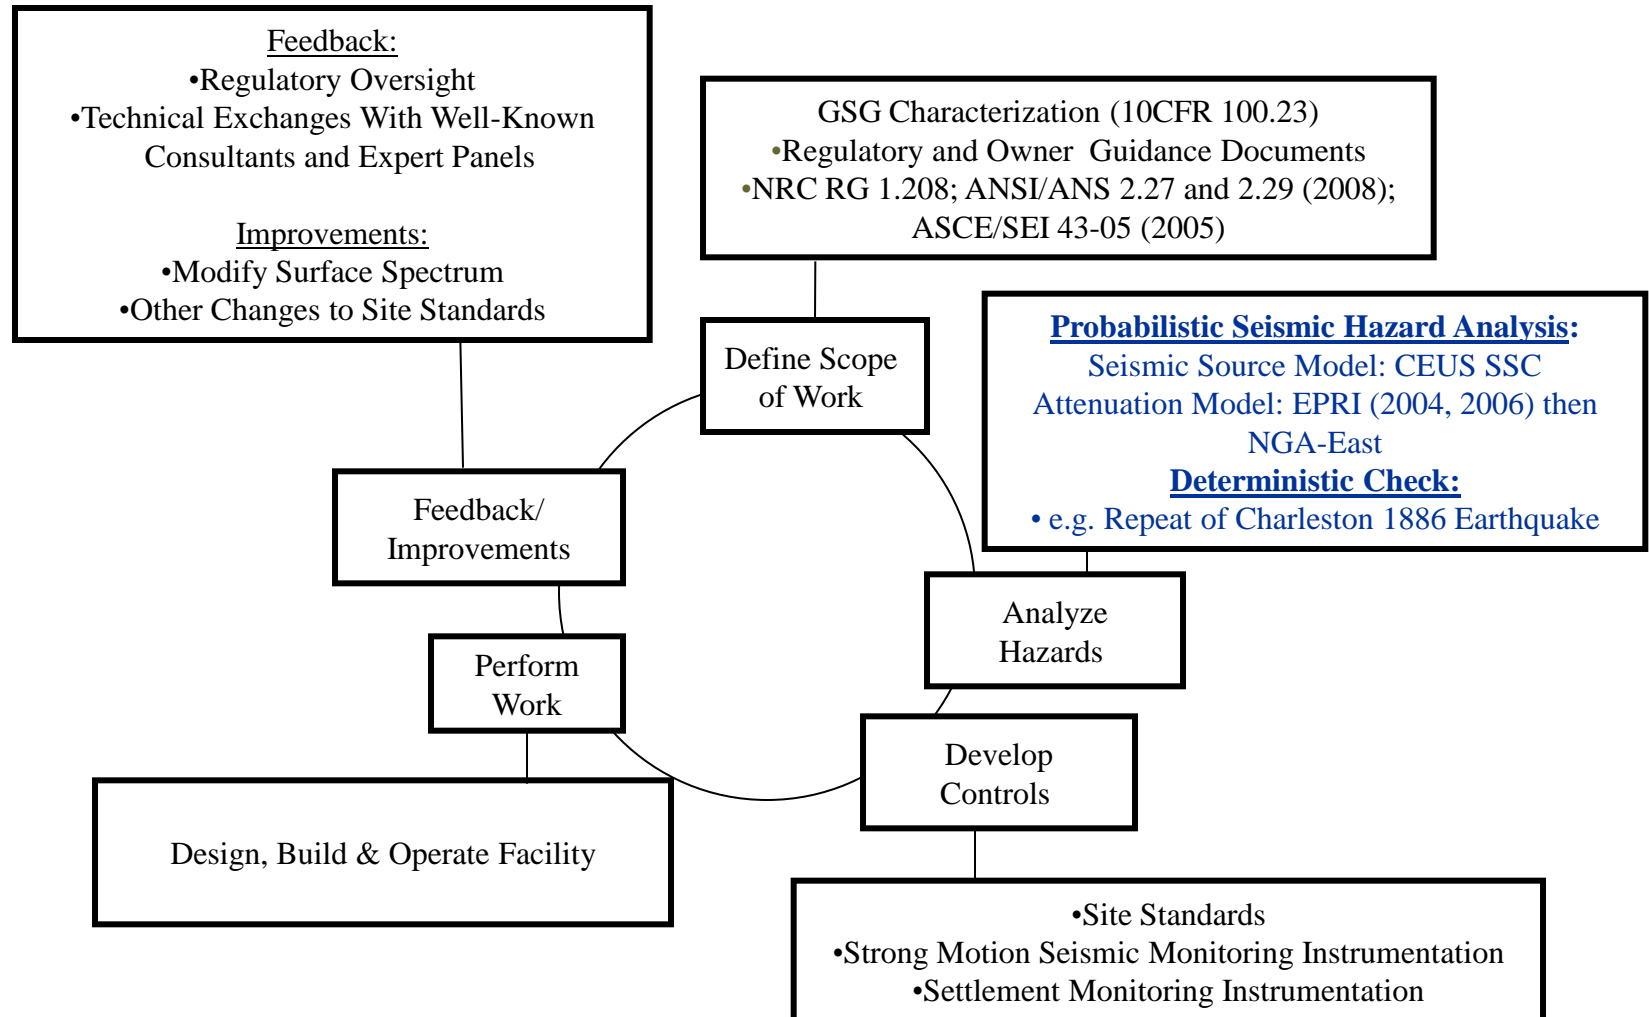 Feedback:
•Regulatory Oversight
•Technical Exchanges With Well-Known
Consultants and Expert Panels
Improvements:
•Modify Surface Spectrum
•Other Changes to Site Standards
GSG Characterization (10CFR 100.23)
•Regulatory and Owner Guidance Documents
•NRC RG 1.208; ANSI/ANS 2.27 and 2.29 (2008);
ASCE/SEI 43-05 (2005)
Define Scope
of Work
Probabilistic Seismic Hazard Analysis:
Seismic Source Model: CEUS SSC
Attenuation Model: EPRI (2004, 2006) then
NGA-East
Deterministic Check:
• e.g. Repeat of Charleston 1886 Earthquake
Feedback/
Improvements
Analyze
Hazards
Perform
Work
Develop
Controls
Design, Build & Operate Facility
•Site Standards
•Strong Motion Seismic Monitoring Instrumentation
•Settlement Monitoring Instrumentation